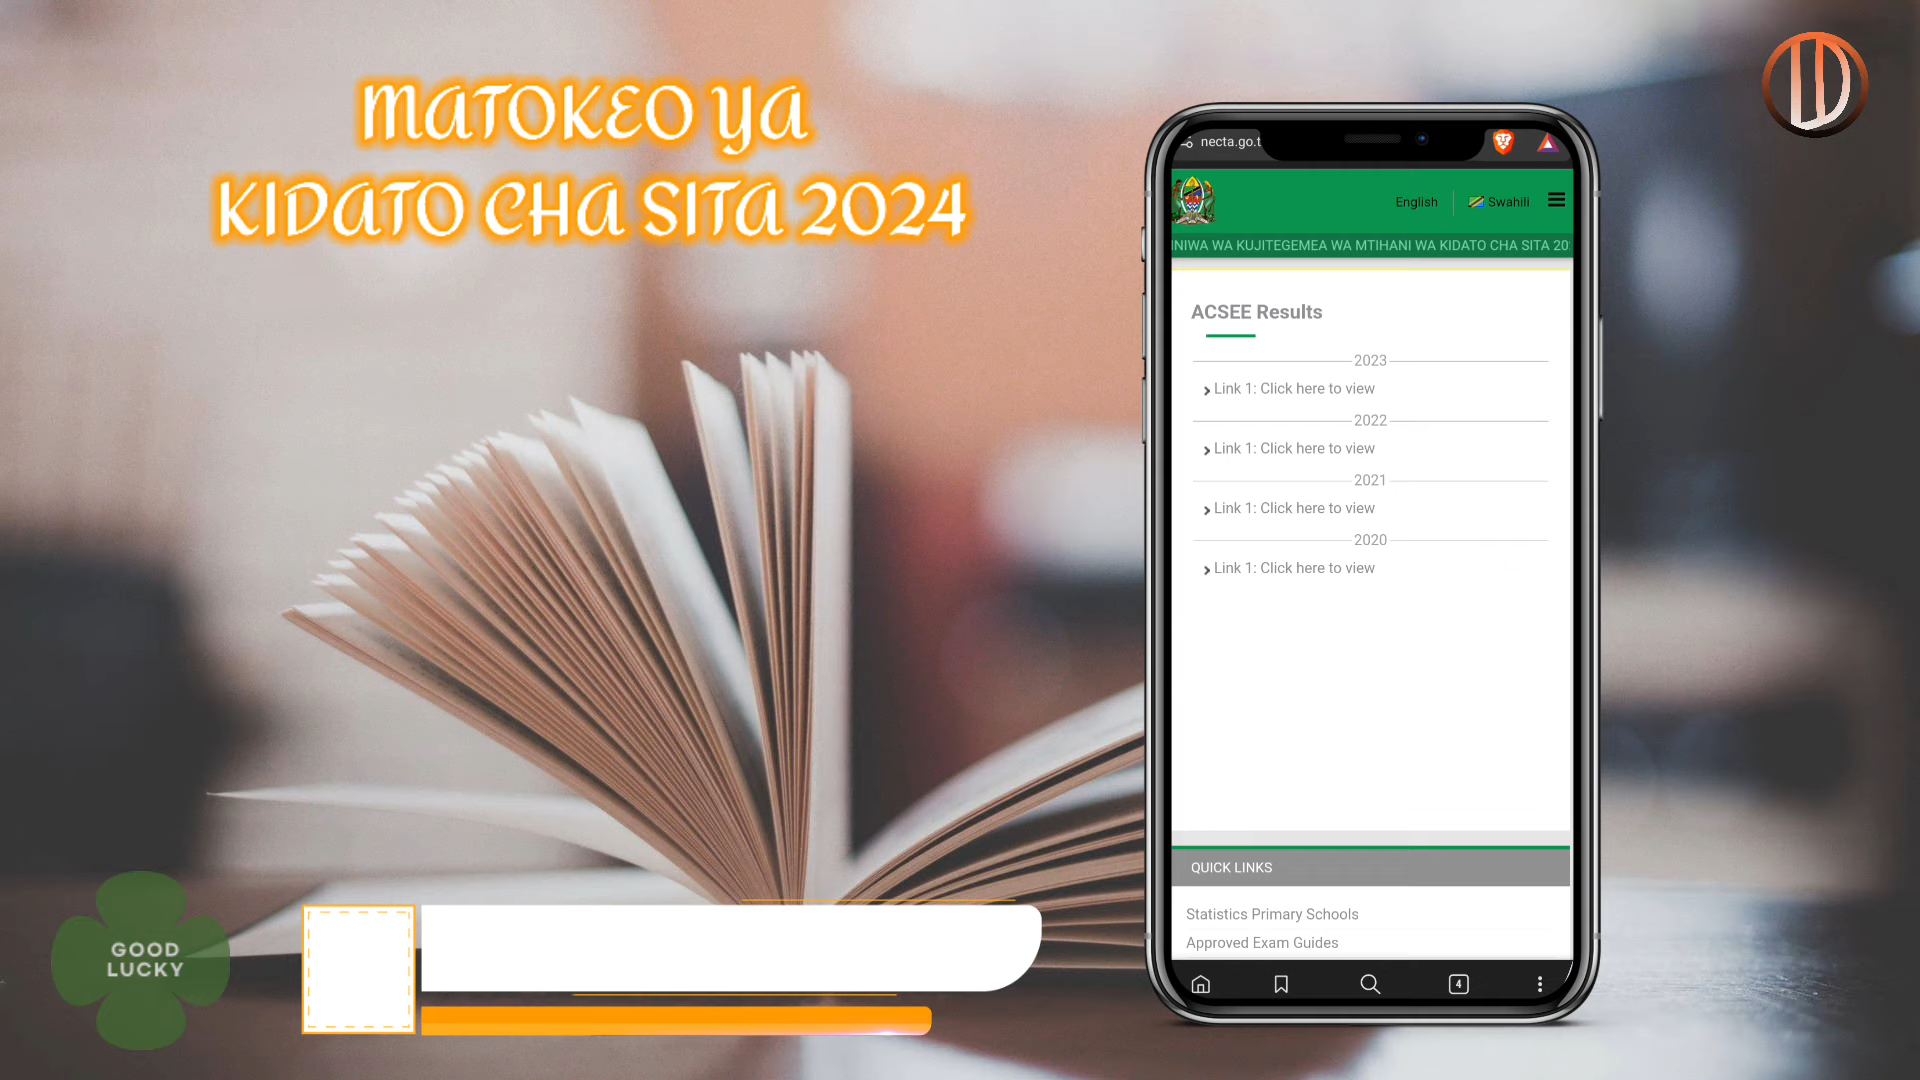 MATOKEO YA
KIDATO CHA SITA 2024
necta.go.t
English
Swahili
WA KUJITEGEMEA WA MTIHANI WA KIDATO CHA SITA
ACSEE Results
2023
Link 1: Click here to view
2022
Link 1: Click here to view
2021
Link 1: Click here to view
2020
Link 1: Click here to view
QUICK LINKS
Statistics Primary Schools
Approved Exam Guides
4
GOOD
LUCKY